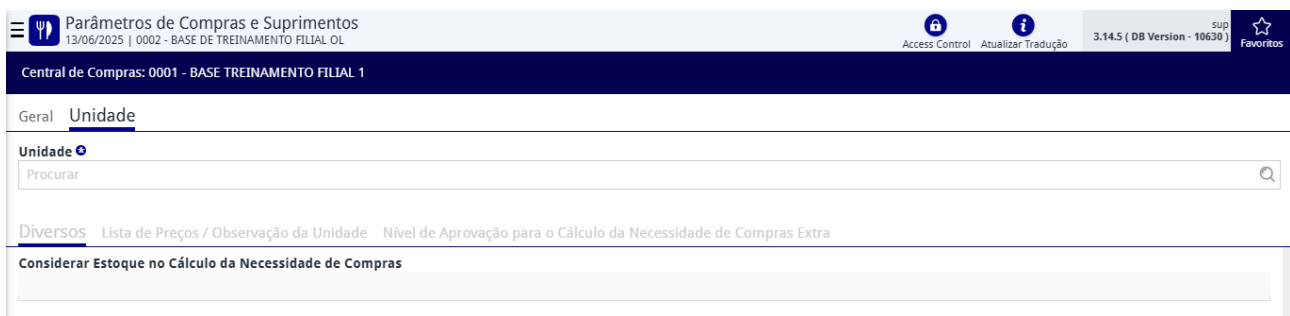 Parâmetros de Compras e Suprimentos
13/06/2025 | 0002 - BASE DE TREINAMENTO FILIAL OL
Access Control
Atualizar Tradução
sup
3.14.5 ( DB Version - 10630 )
Favoritos
Central de Compras: 0001 - BASE TREINAMENTO FILIAL 1
Geral Unidade
Unidade
Procurar
Diversos Lista de Preços / Observação da Unidade Nível de Aprovação para o Cálculo da Necessidade de Compras Extra
Considerar Estoque no Cálculo da Necessidade de Compras